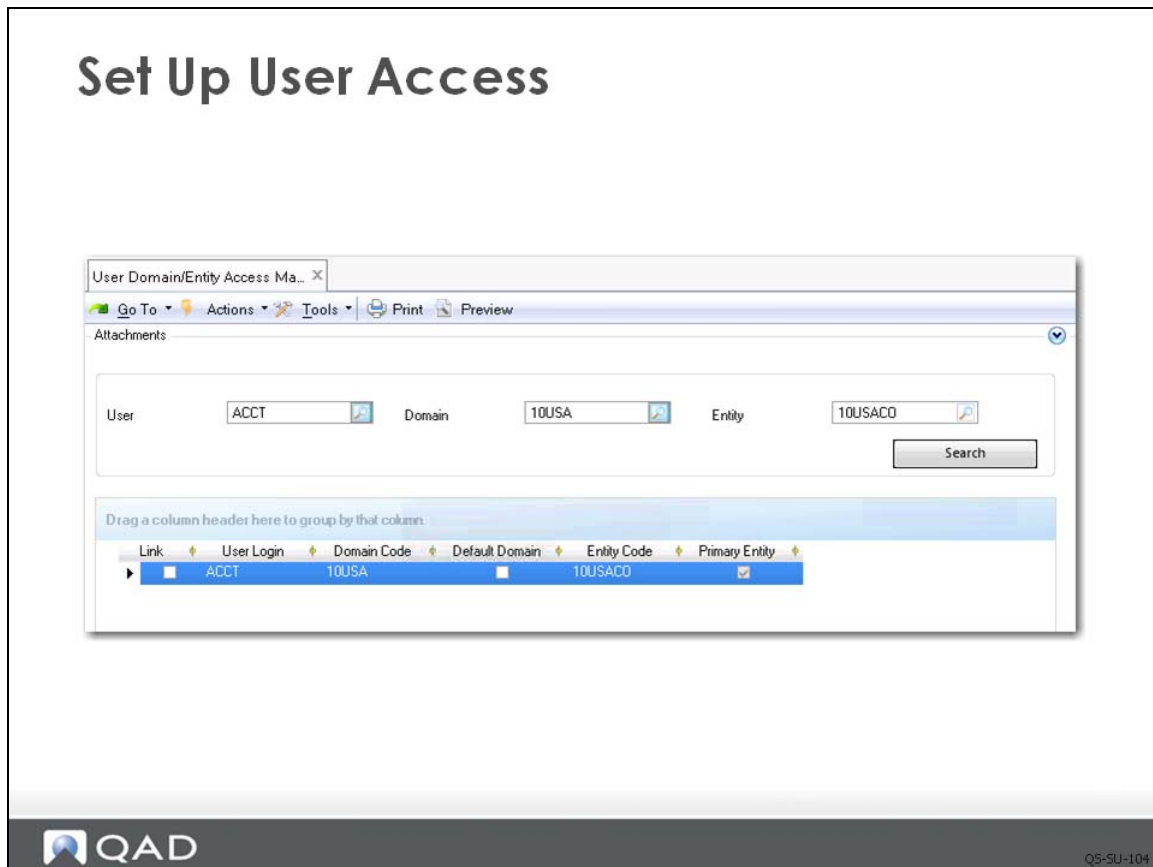 Set Up User Access
User Domain/Entity Access Ma...
Go To Actions Tools Print Preview
Attachments
User ACCT Domain 10USA Entity 10USACO
Search
Drag a column header here to group by that column.
Link User Login Domain Code Default Domain Entity Code Primary Entity
ACCT 10USA 10USACO
QAD
QS-SU-104